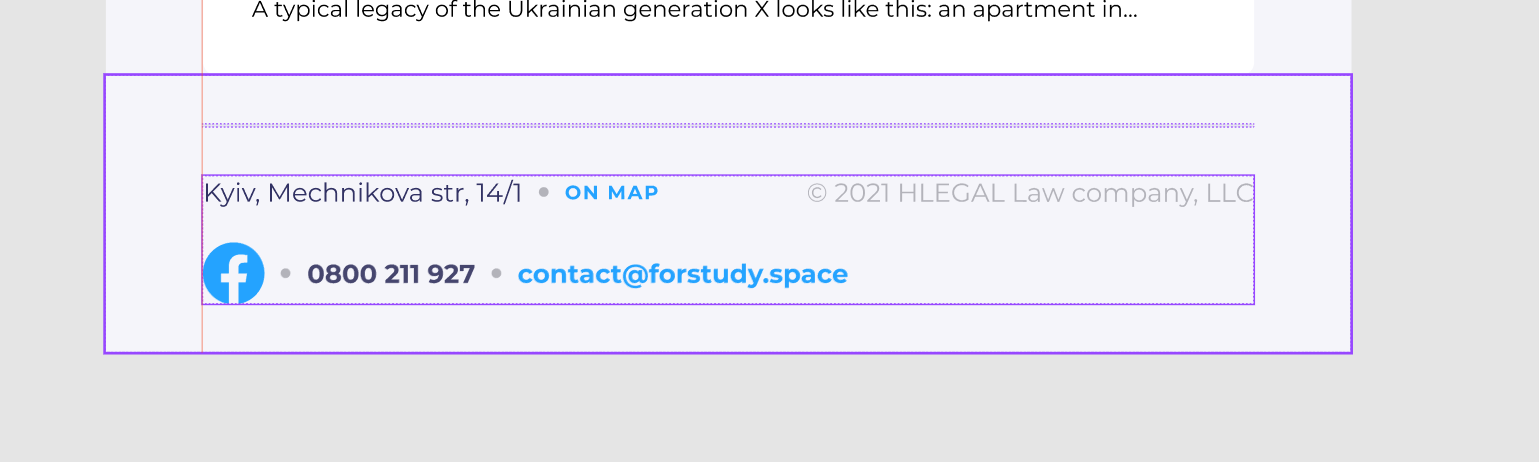 A typical legacy of the Ukrainian generation X looks like this: an apartment in...
Kyiv, Mechnikova str, 14/1 • ON MAP © 2021 HLEGAL Law company, LLC
• 0800 211 927 • contact@forstudy.space